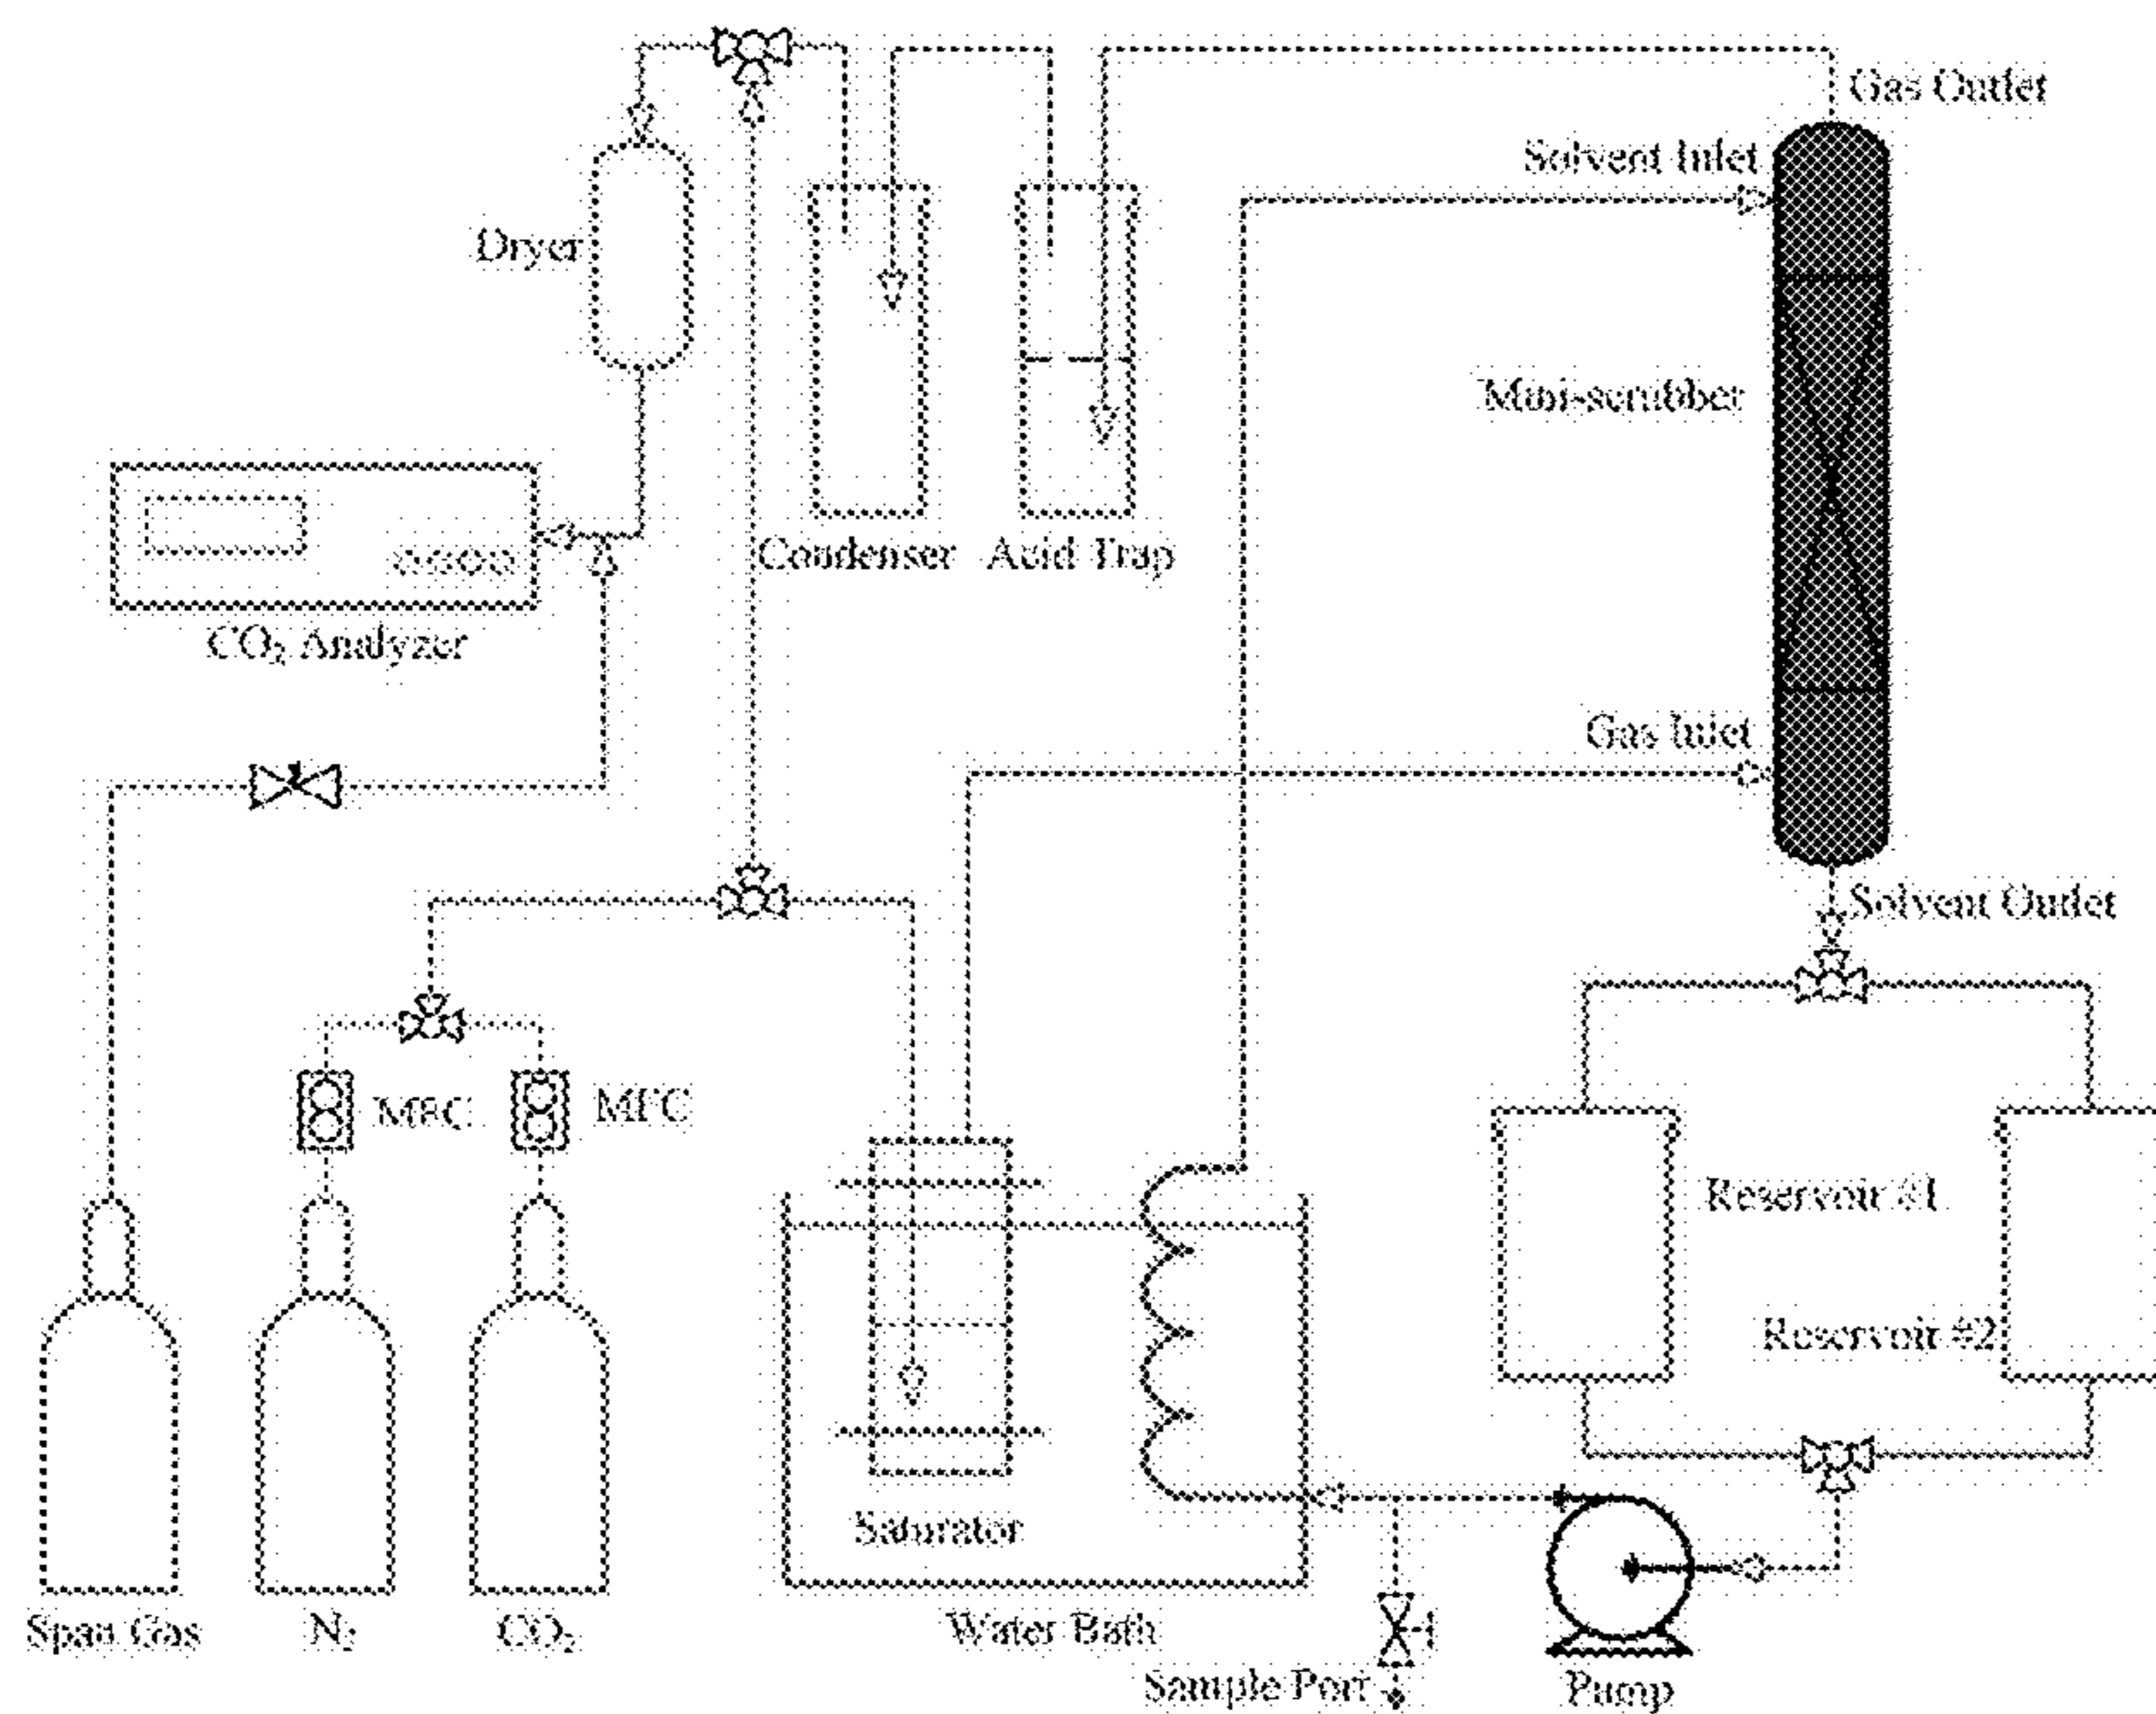 Gas Outlet
Solvent Inlet
Dryer
Mini-scrubber
Condenser
Acid Trap
CO₂ Analyzer
Gas Inlet
Solvent Outlet
MFC
MFC
Reservoir #1
Reservoir #2
Saturator
Span Gas
N₂
CO₂
Water Bath
Sample Port
Pump